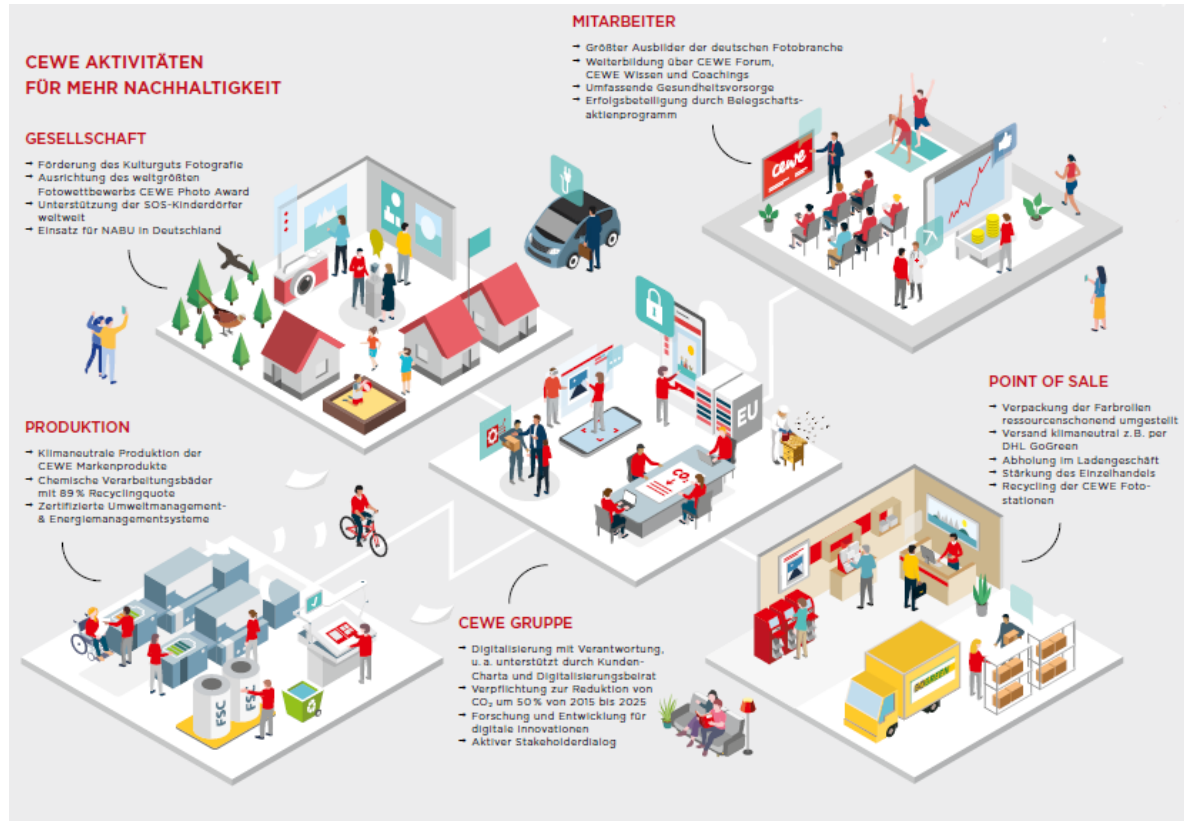 CEWE AKTIVITÄTEN
FÜR MEHR NACHHALTIGKEIT
GESELLSCHAFT
→ Förderung des Kulturguts Fotografie
→ Ausrichtung des weltgrößten
Fotowettbewerbs CEWE Photo Award
→ Unterstützung der SOS-Kinderdörfer
weltweit
→ Einsatz für NABU in Deutschland
MITARBEITER
→ Größter Ausbilder der deutschen Fotobranche
→ Weiterbildung über CEWE Forum,
CEWE Wissen und Coachings
→ Umfassende Gesundheitsvorsorge
→ Erfolgsbeteiligung durch Belegschafts-
aktienprogramm
cewe
EU
CO₂
PRODUKTION
→ Klimaneutrale Produktion der
CEWE Markenprodukte
→ Chemische Verarbeitungsbäder
mit 89 % Recyclingquote
→ Zertifizierte Umweltmanagement-
& Energiemanagementsysteme
FSC
FSC
POINT OF SALE
→ Verpackung der Farbrollen
ressourcenschonend umgestellt
→ Versand klimaneutral z.B. per
DHL GoGreen
→ Abholung im Ladengeschäft
→ Stärkung des Einzelhandels
→ Recycling der CEWE Foto-
stationen
GOGREEN
CEWE GRUPPE
→ Digitalisierung mit Verantwortung,
u. a. unterstützt durch Kunden-
Charta und Digitalisierungsbeirat
→ Verpflichtung zur Reduktion von
CO₂ um 50 % von 2015 bis 2025
→ Forschung und Entwicklung für
digitale Innovationen
→ Aktiver Stakeholderdialog